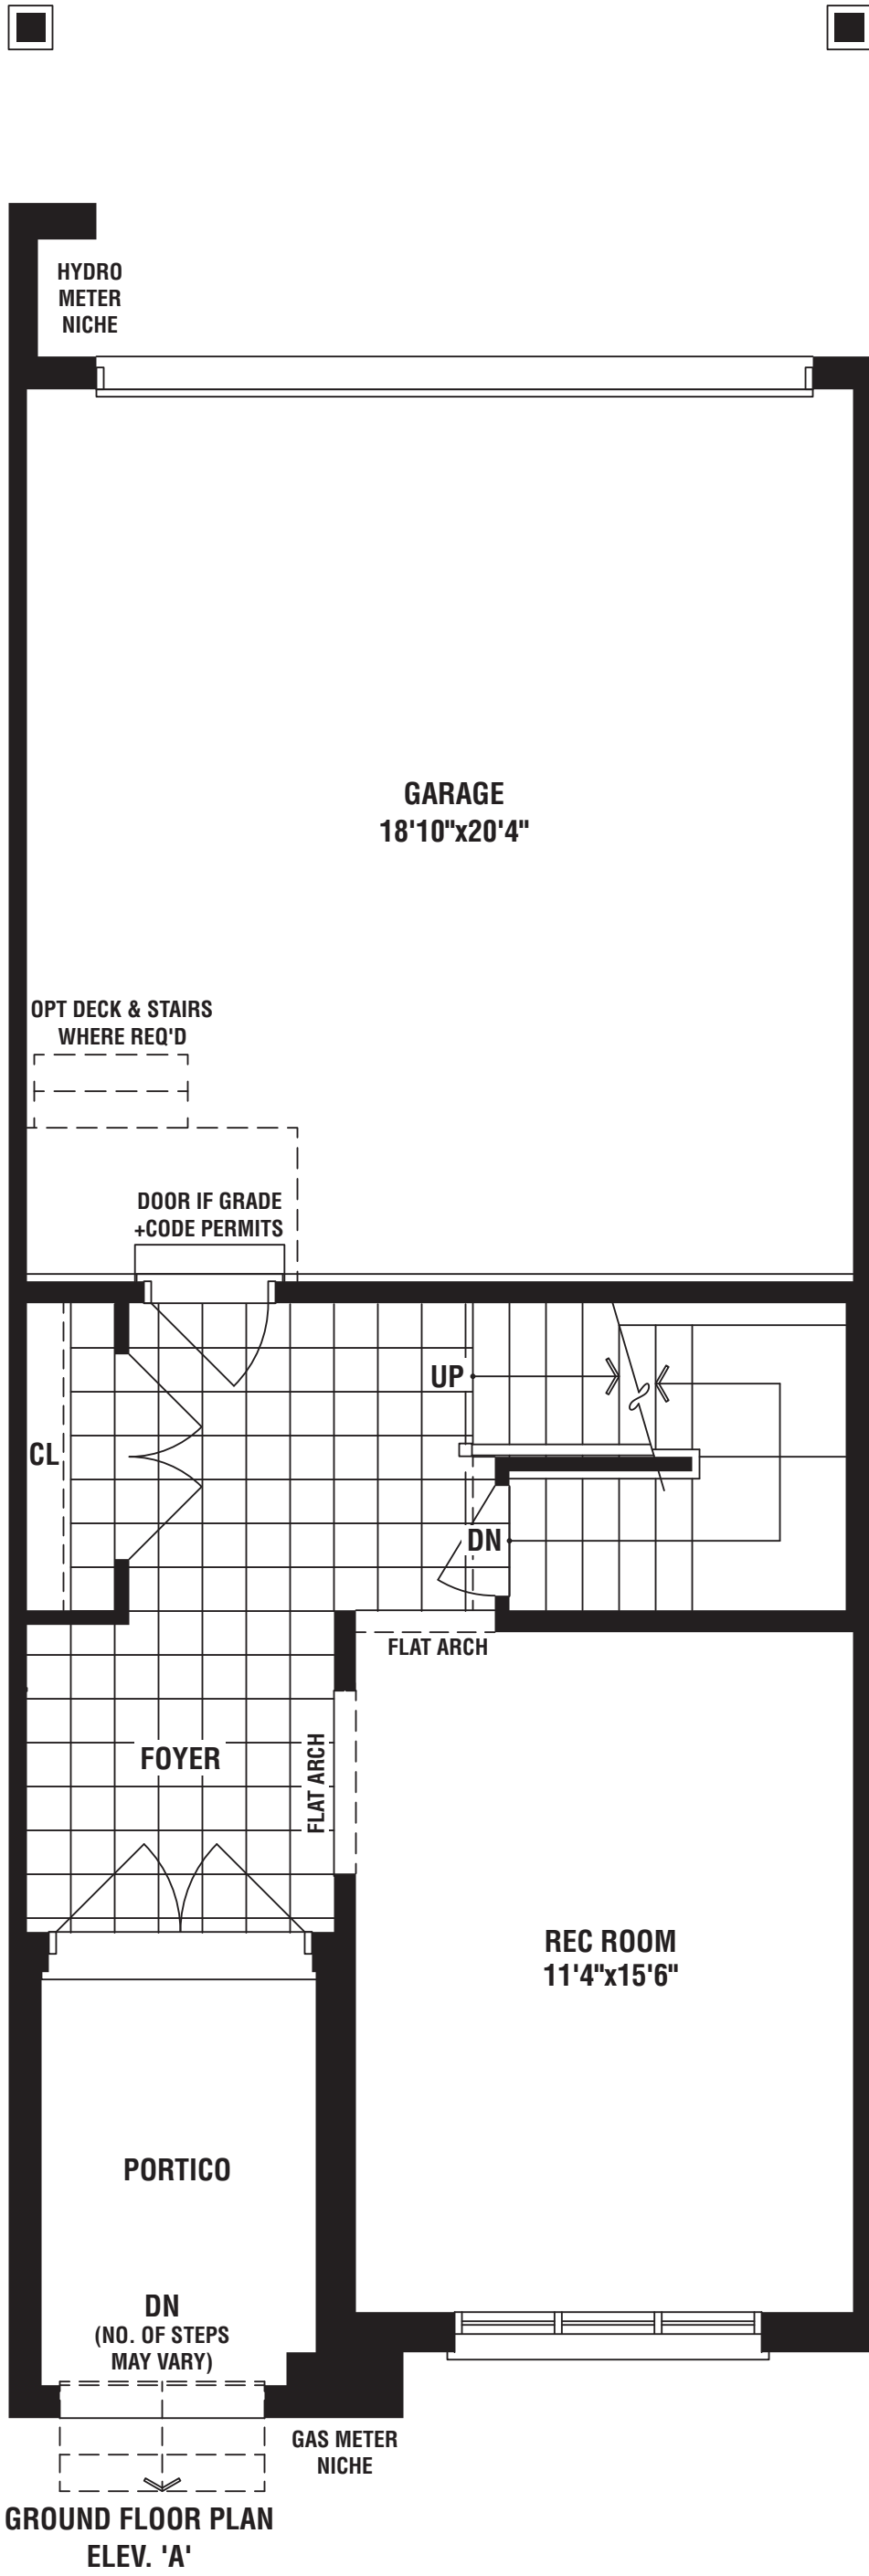 HYDRO
METER
NICHE
GARAGE
18'10"x20'4"
OPT DECK & STAIRS
WHERE REQ'D
DOOR IF GRADE
+CODE PERMITS
UP
CL
DN
FLAT ARCH
FLAT ARCH
FOYER
REC ROOM
11'4"x15'6"
PORTICO
DN
(NO. OF STEPS
MAY VARY)
GAS METER
NICHE
GROUND FLOOR PLAN
ELEV. 'A'